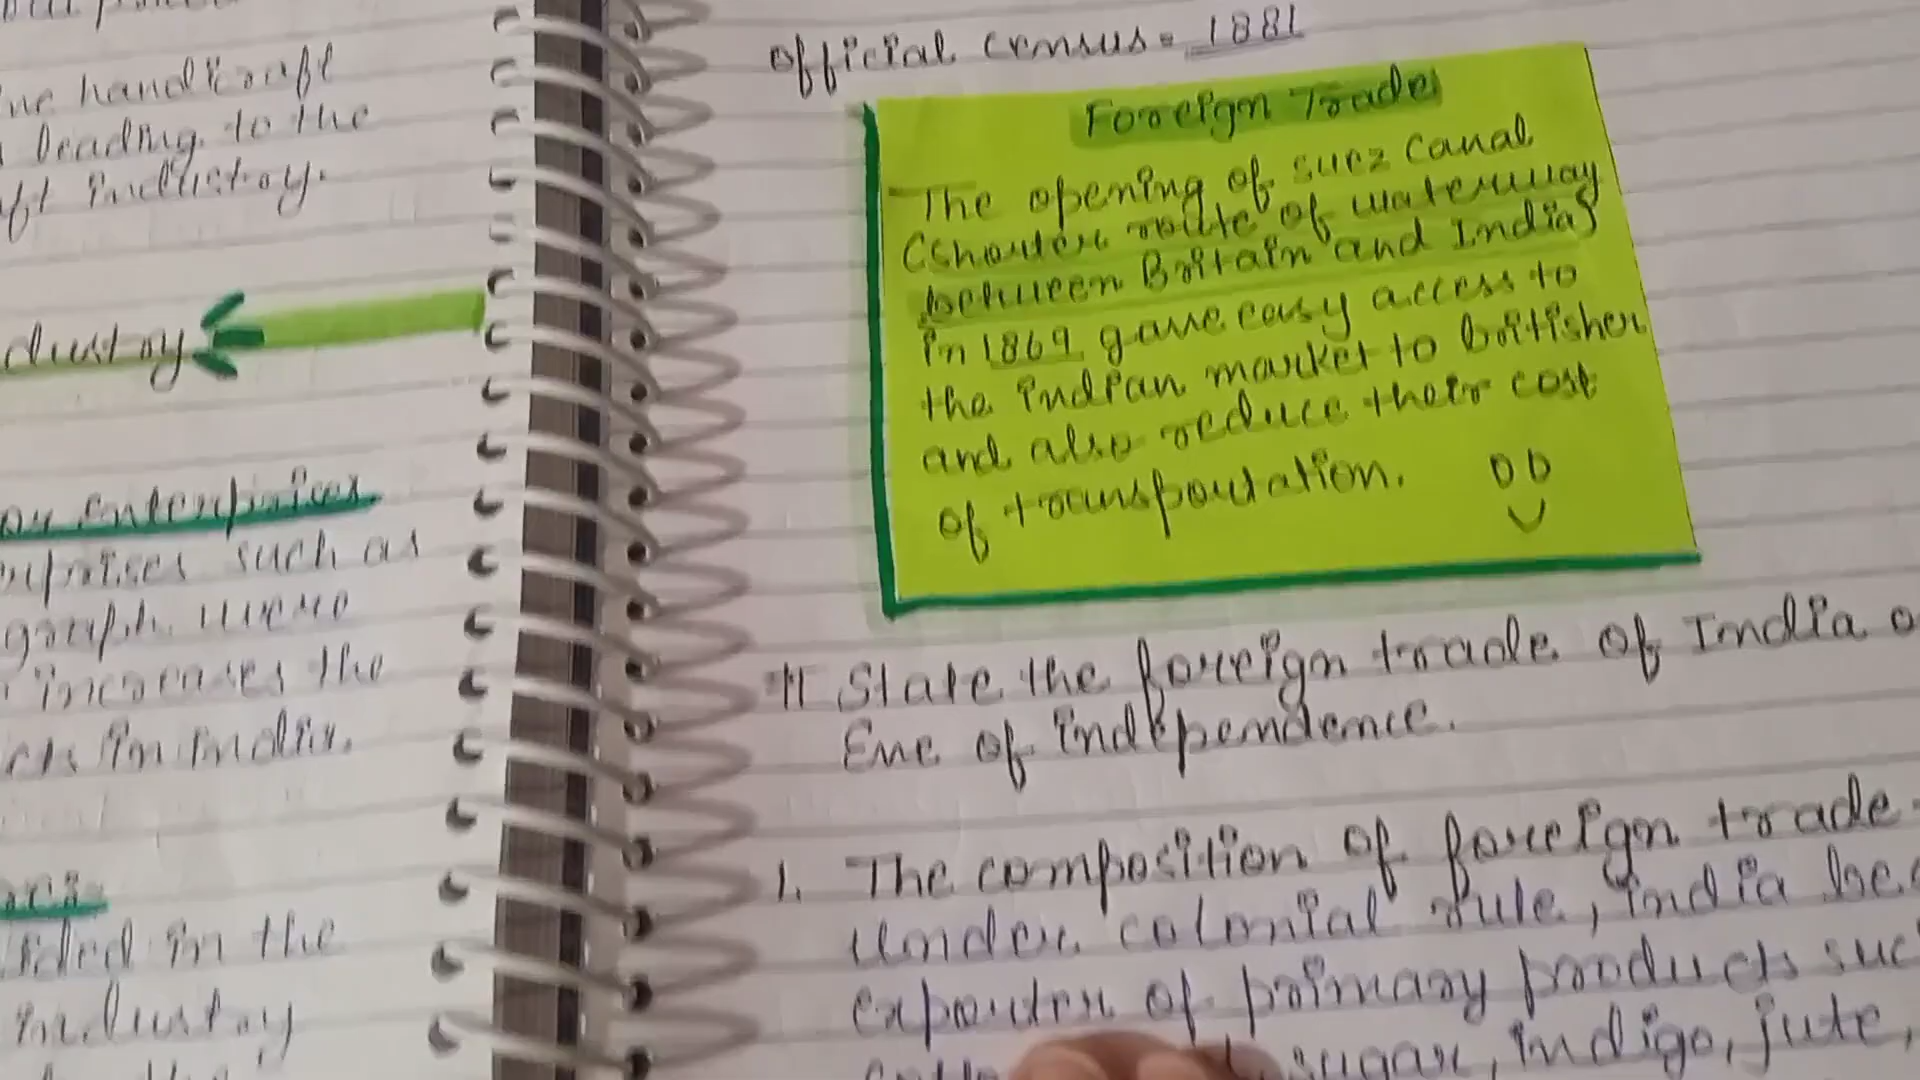 handicraft
leading to the
industry.
dustry
Enterprises
such as
graph were
increases the
in india.
in the
industry
official census = 1881
Foreign Trade
The opening of suez canal
(shorter route of waterway
between Britain and India)
in 1869 gave easy access to
the indian market to britisher
and also reduce their cost
of transportation.
State the foreign trade of India
Eve of independence.
1. The composition of foreign trade
under colonial rule, india
exporter of primary products
sugar, indigo, jute,